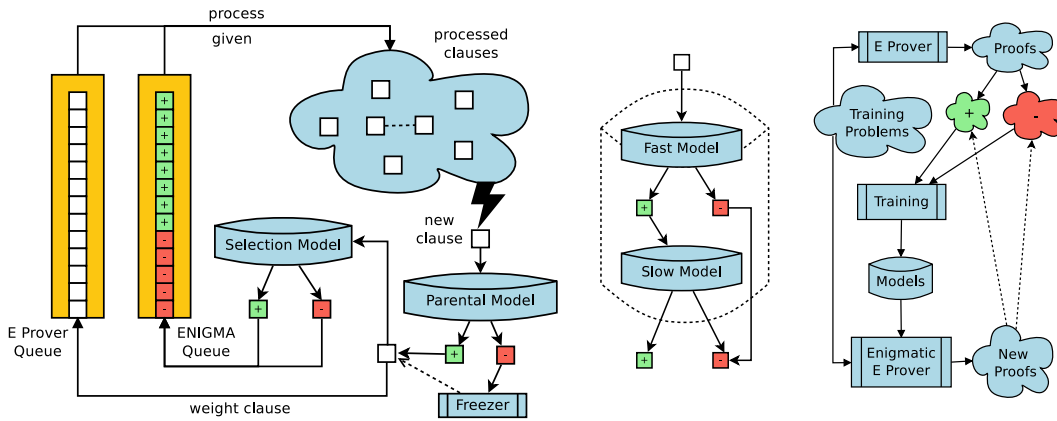 process
given
processed
clauses
+
+
+
+
+
+
+
+
-
-
-
-
-
new
clause
Selection Model
+
-
Parental Model
+
-
E Prover
Queue
ENIGMA
Queue
weight clause
Freezer
Fast Model
+
-
Slow Model
+
-
E Prover
Proofs
Training
Problems
+
-
Training
Models
Enigmatic
E Prover
New
Proofs